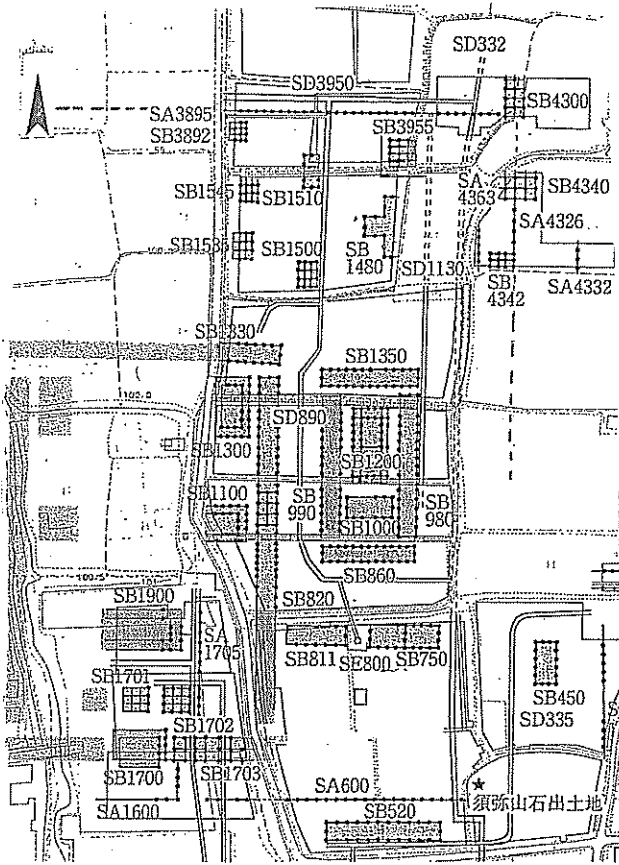 SD332
SD3950
SA3895
SB4300
SB3892
SB3955
SB1545
SB1510
SA
4363
SB4340
SA4326
SB1535
SB1500
SB
1480
SD1130
SB
4342
SA4332
SB1330
SB1350
SD890
SB1300
SB1200
SB1100
SB
990
SB1000
SB
980
SB860
SB1900
SB820
SA
1705
SB811
SE800
SB750
SB1701
SB450
SD335
SB1702
SB1700
SB1703
SA600
須弥山石出土地
SA1600
SB520